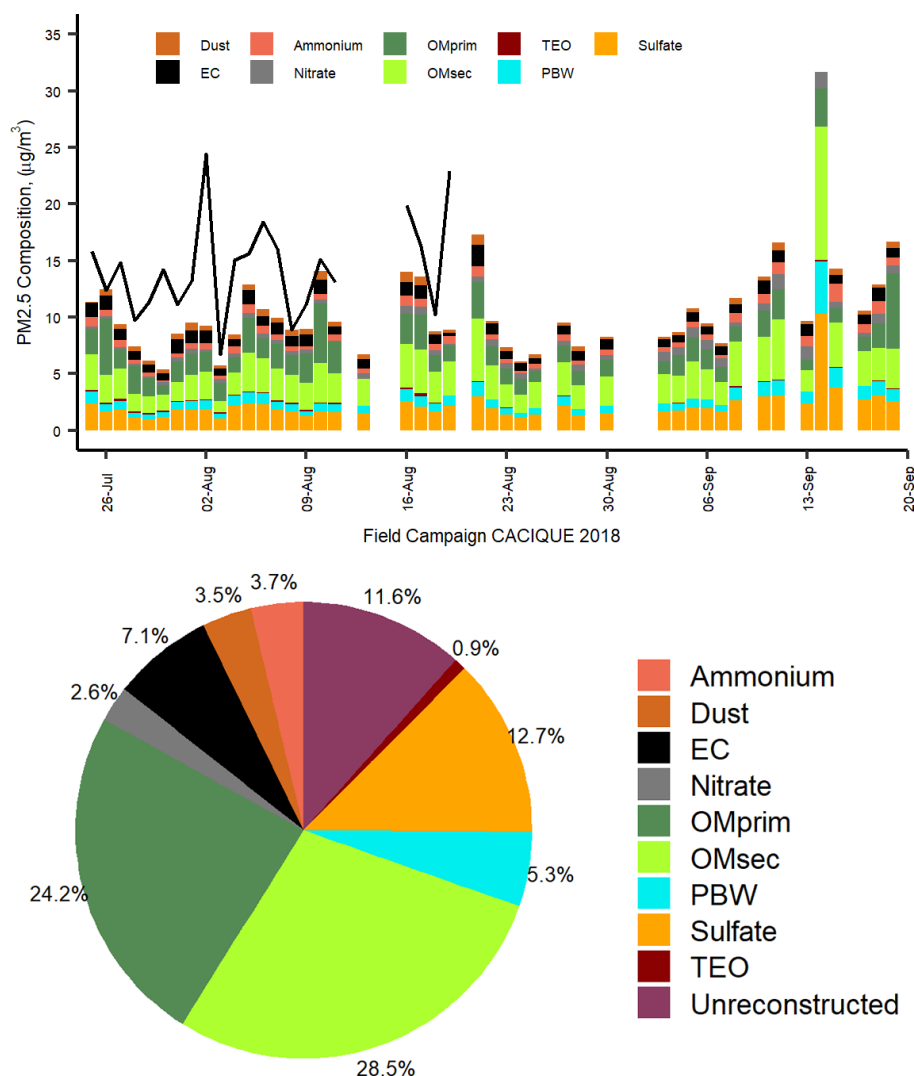 35
30
25
20
15
10
5
0
PM2.5 Composition, (µg/m³)
Dust Ammonium OMprim TEO Sulfate
EC Nitrate OMsec PBW
26-Jul 02-Aug 09-Aug 16-Aug 23-Aug 30-Aug 06-Sep 13-Sep 20-Sep
Field Campaign CACIQUE 2018
3.5% 3.7% 11.6%
7.1% 0.9%
2.6% 12.7%
24.2% 5.3%
28.5%
Ammonium
Dust
EC
Nitrate
OMprim
OMsec
PBW
Sulfate
TEO
Unreconstructed